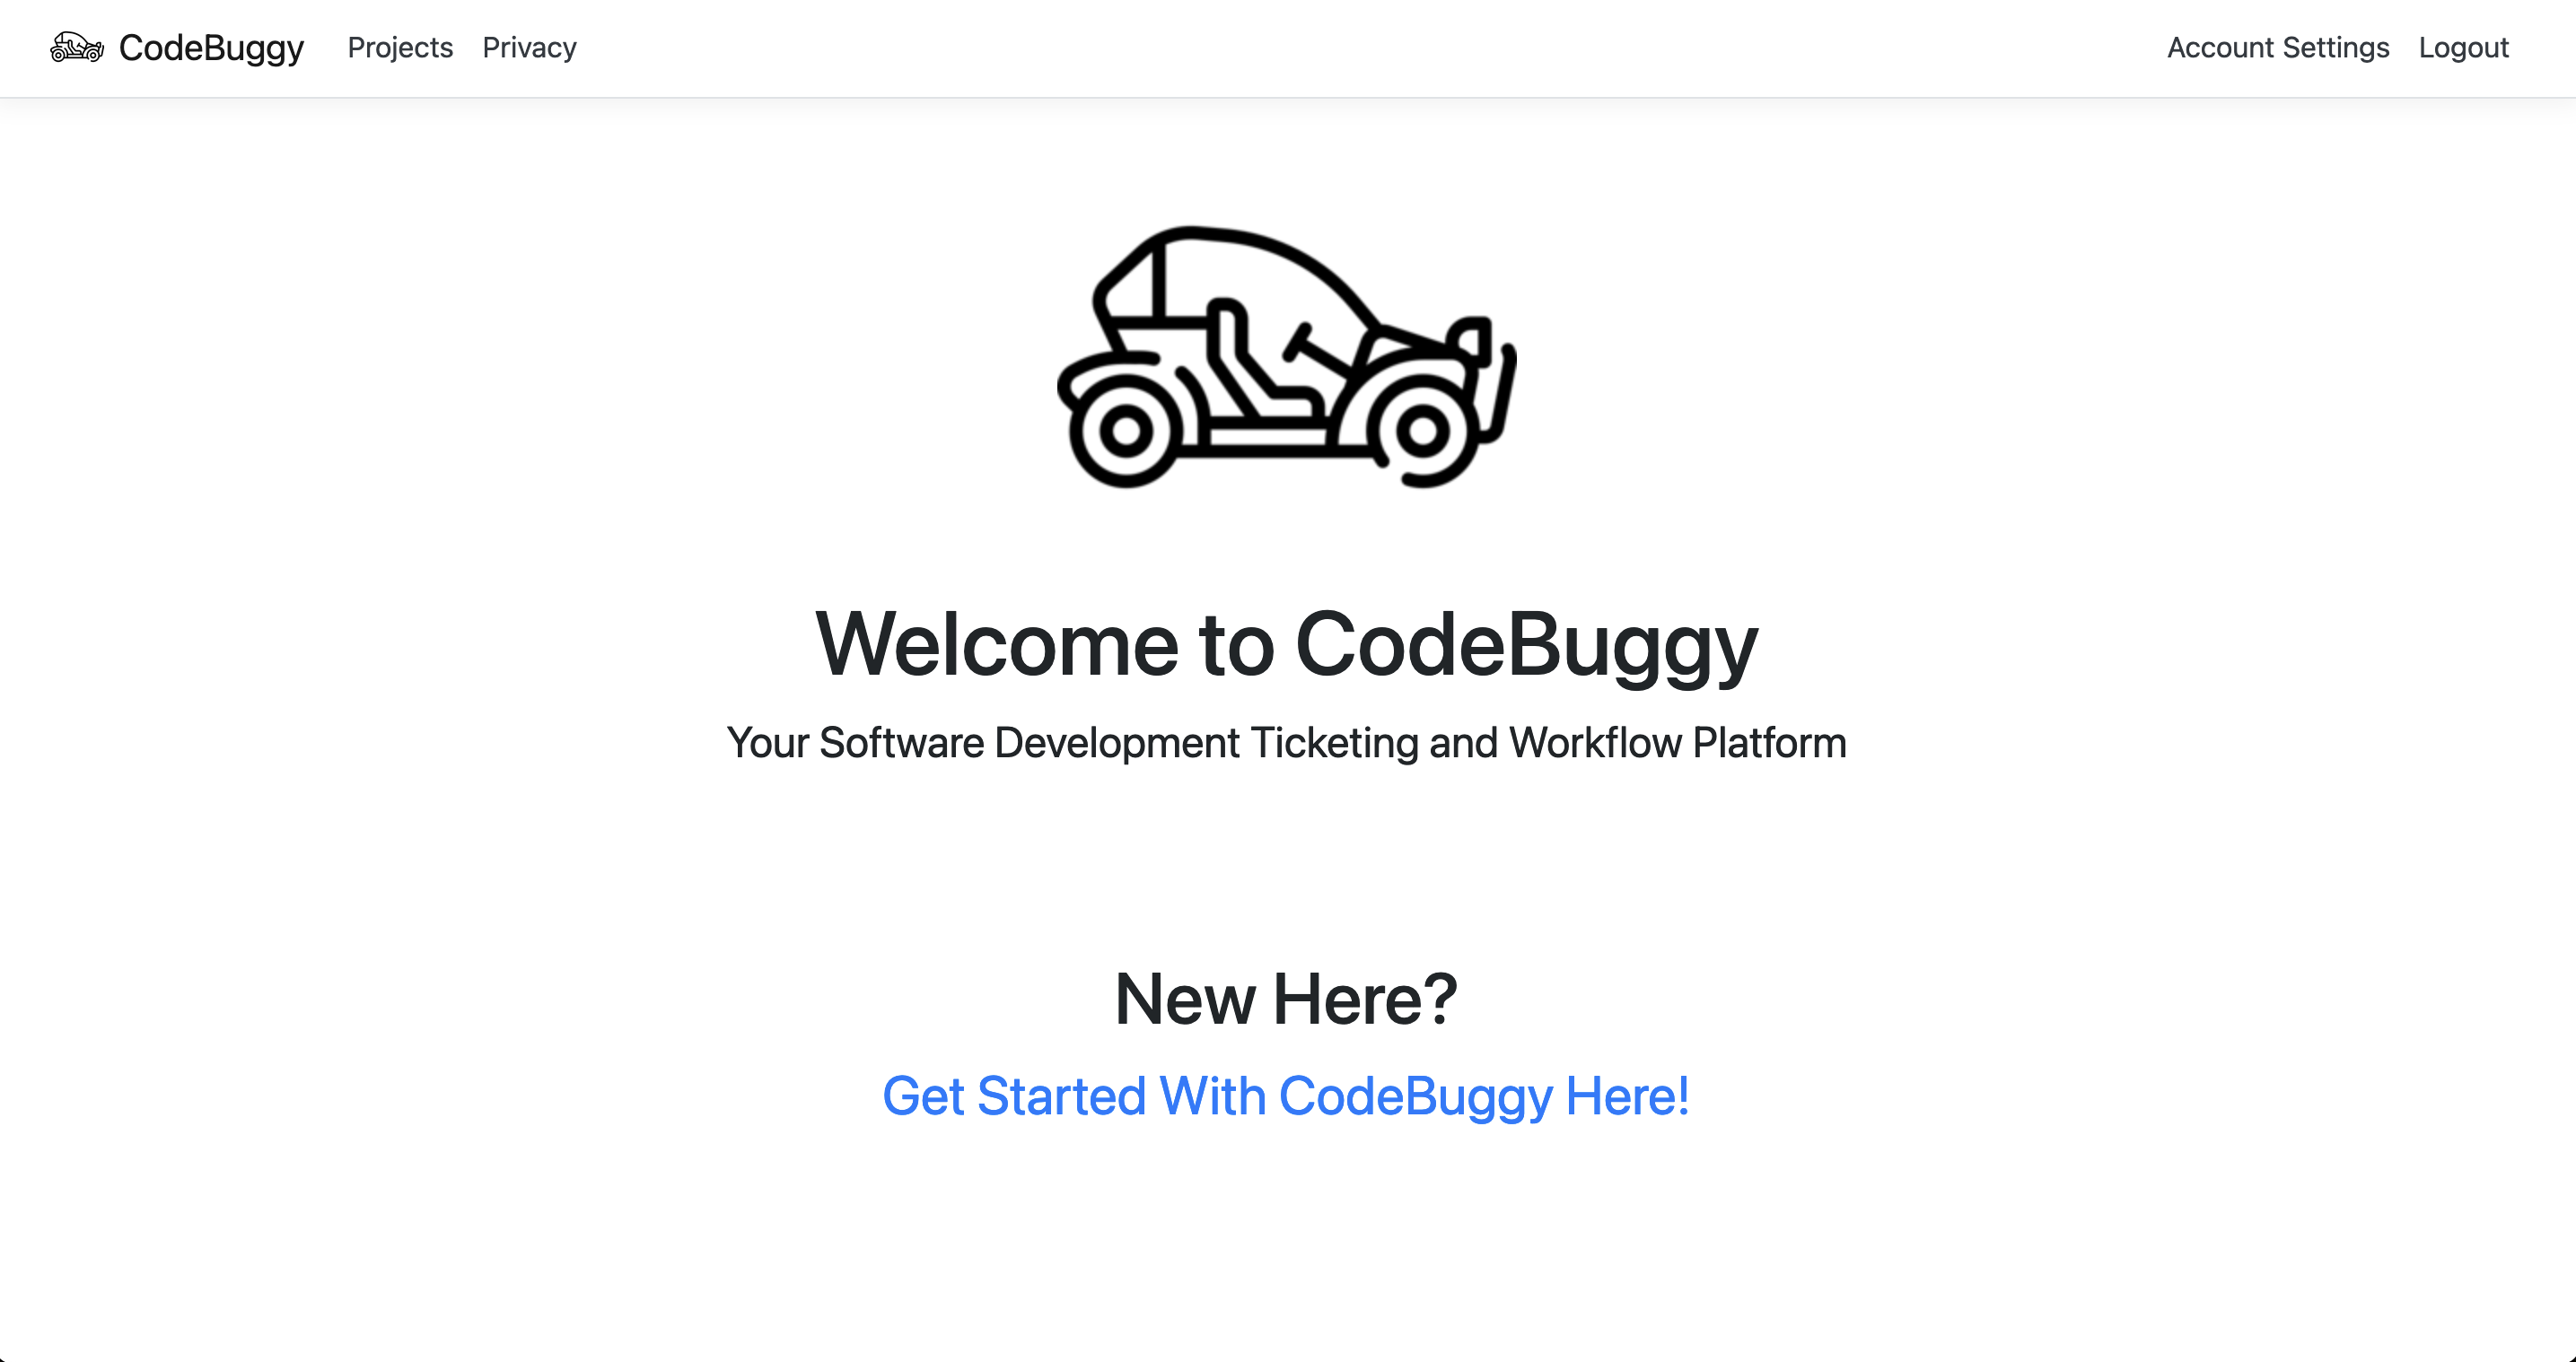 CodeBuggy Projects Privacy Account Settings Logout
Welcome to CodeBuggy
Your Software Development Ticketing and Workflow Platform
New Here?
Get Started With CodeBuggy Here!